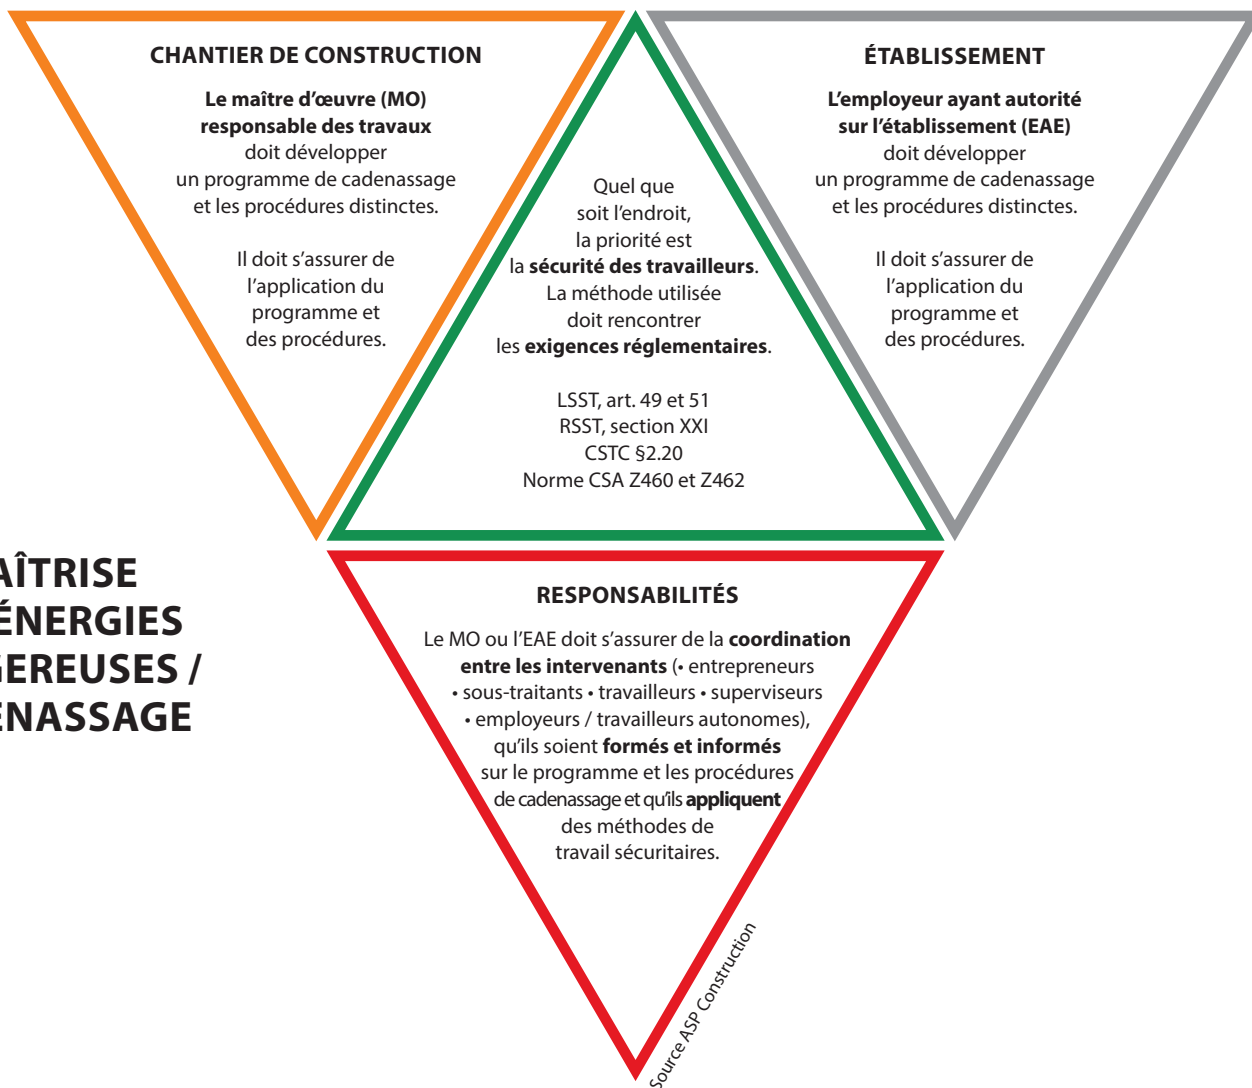 CHANTIER DE CONSTRUCTION
Le maître d’œuvre (MO)
responsable des travaux
doit développer
un programme de cadenassage
et les procédures distinctes.
Il doit s’assurer de
l’application du
programme et
des procédures.
Quel que
soit l’endroit,
la priorité est
la sécurité des travailleurs.
La méthode utilisée
doit rencontrer
les exigences réglementaires.
LSST, art. 49 et 51
RSST, section XXI
CSTC §2.20
Norme CSA Z460 et Z462
ÉTABLISSEMENT
L’employeur ayant autorité
sur l’établissement (EAE)
doit développer
un programme de cadenassage
et les procédures distinctes.
Il doit s’assurer de
l’application du
programme et
des procédures.
AÎTRISE
ÉNERGIES
GEREUSES /
ENASSAGE
RESPONSABILITÉS
Le MO ou l’EAE doit s’assurer de la coordination
entre les intervenants (• entrepreneurs
• sous-traitants • travailleurs • superviseurs
• employeurs / travailleurs autonomes),
qu’ils soient formés et informés
sur le programme et les procédures
de cadenassage et qu’ils appliquent
des méthodes de
travail sécuritaires.
Source ASP Construction